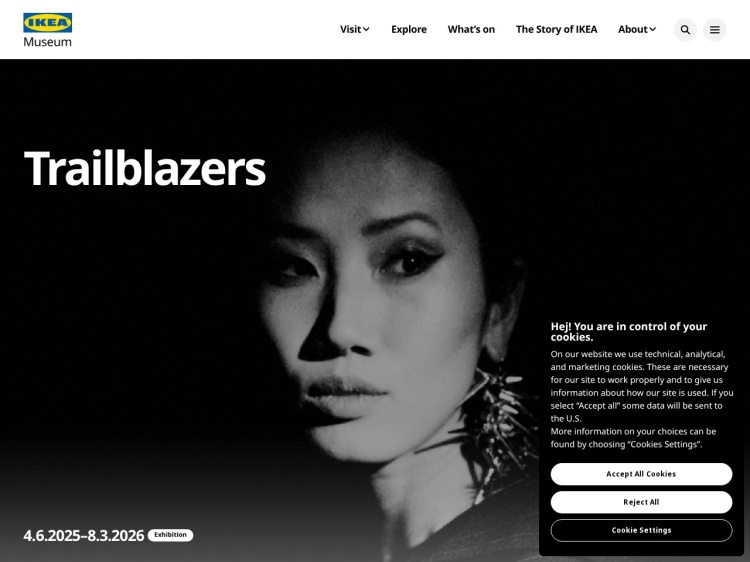 IKEA
Museum
Visit
Explore
What's on
The Story of IKEA
About
Trailblazers
4.6.2025–8.3.2026
Exhibition
Hej! You are in control of your
cookies.
On our website we use technical, analytical,
and marketing cookies. These are necessary
for our site to work properly and to give us
information about how our site is used. If you
select “Accept all” some data will be sent to
the U.S.
More information on your choices can be
found by choosing “Cookies Settings”.
Accept All Cookies
Reject All
Cookie Settings